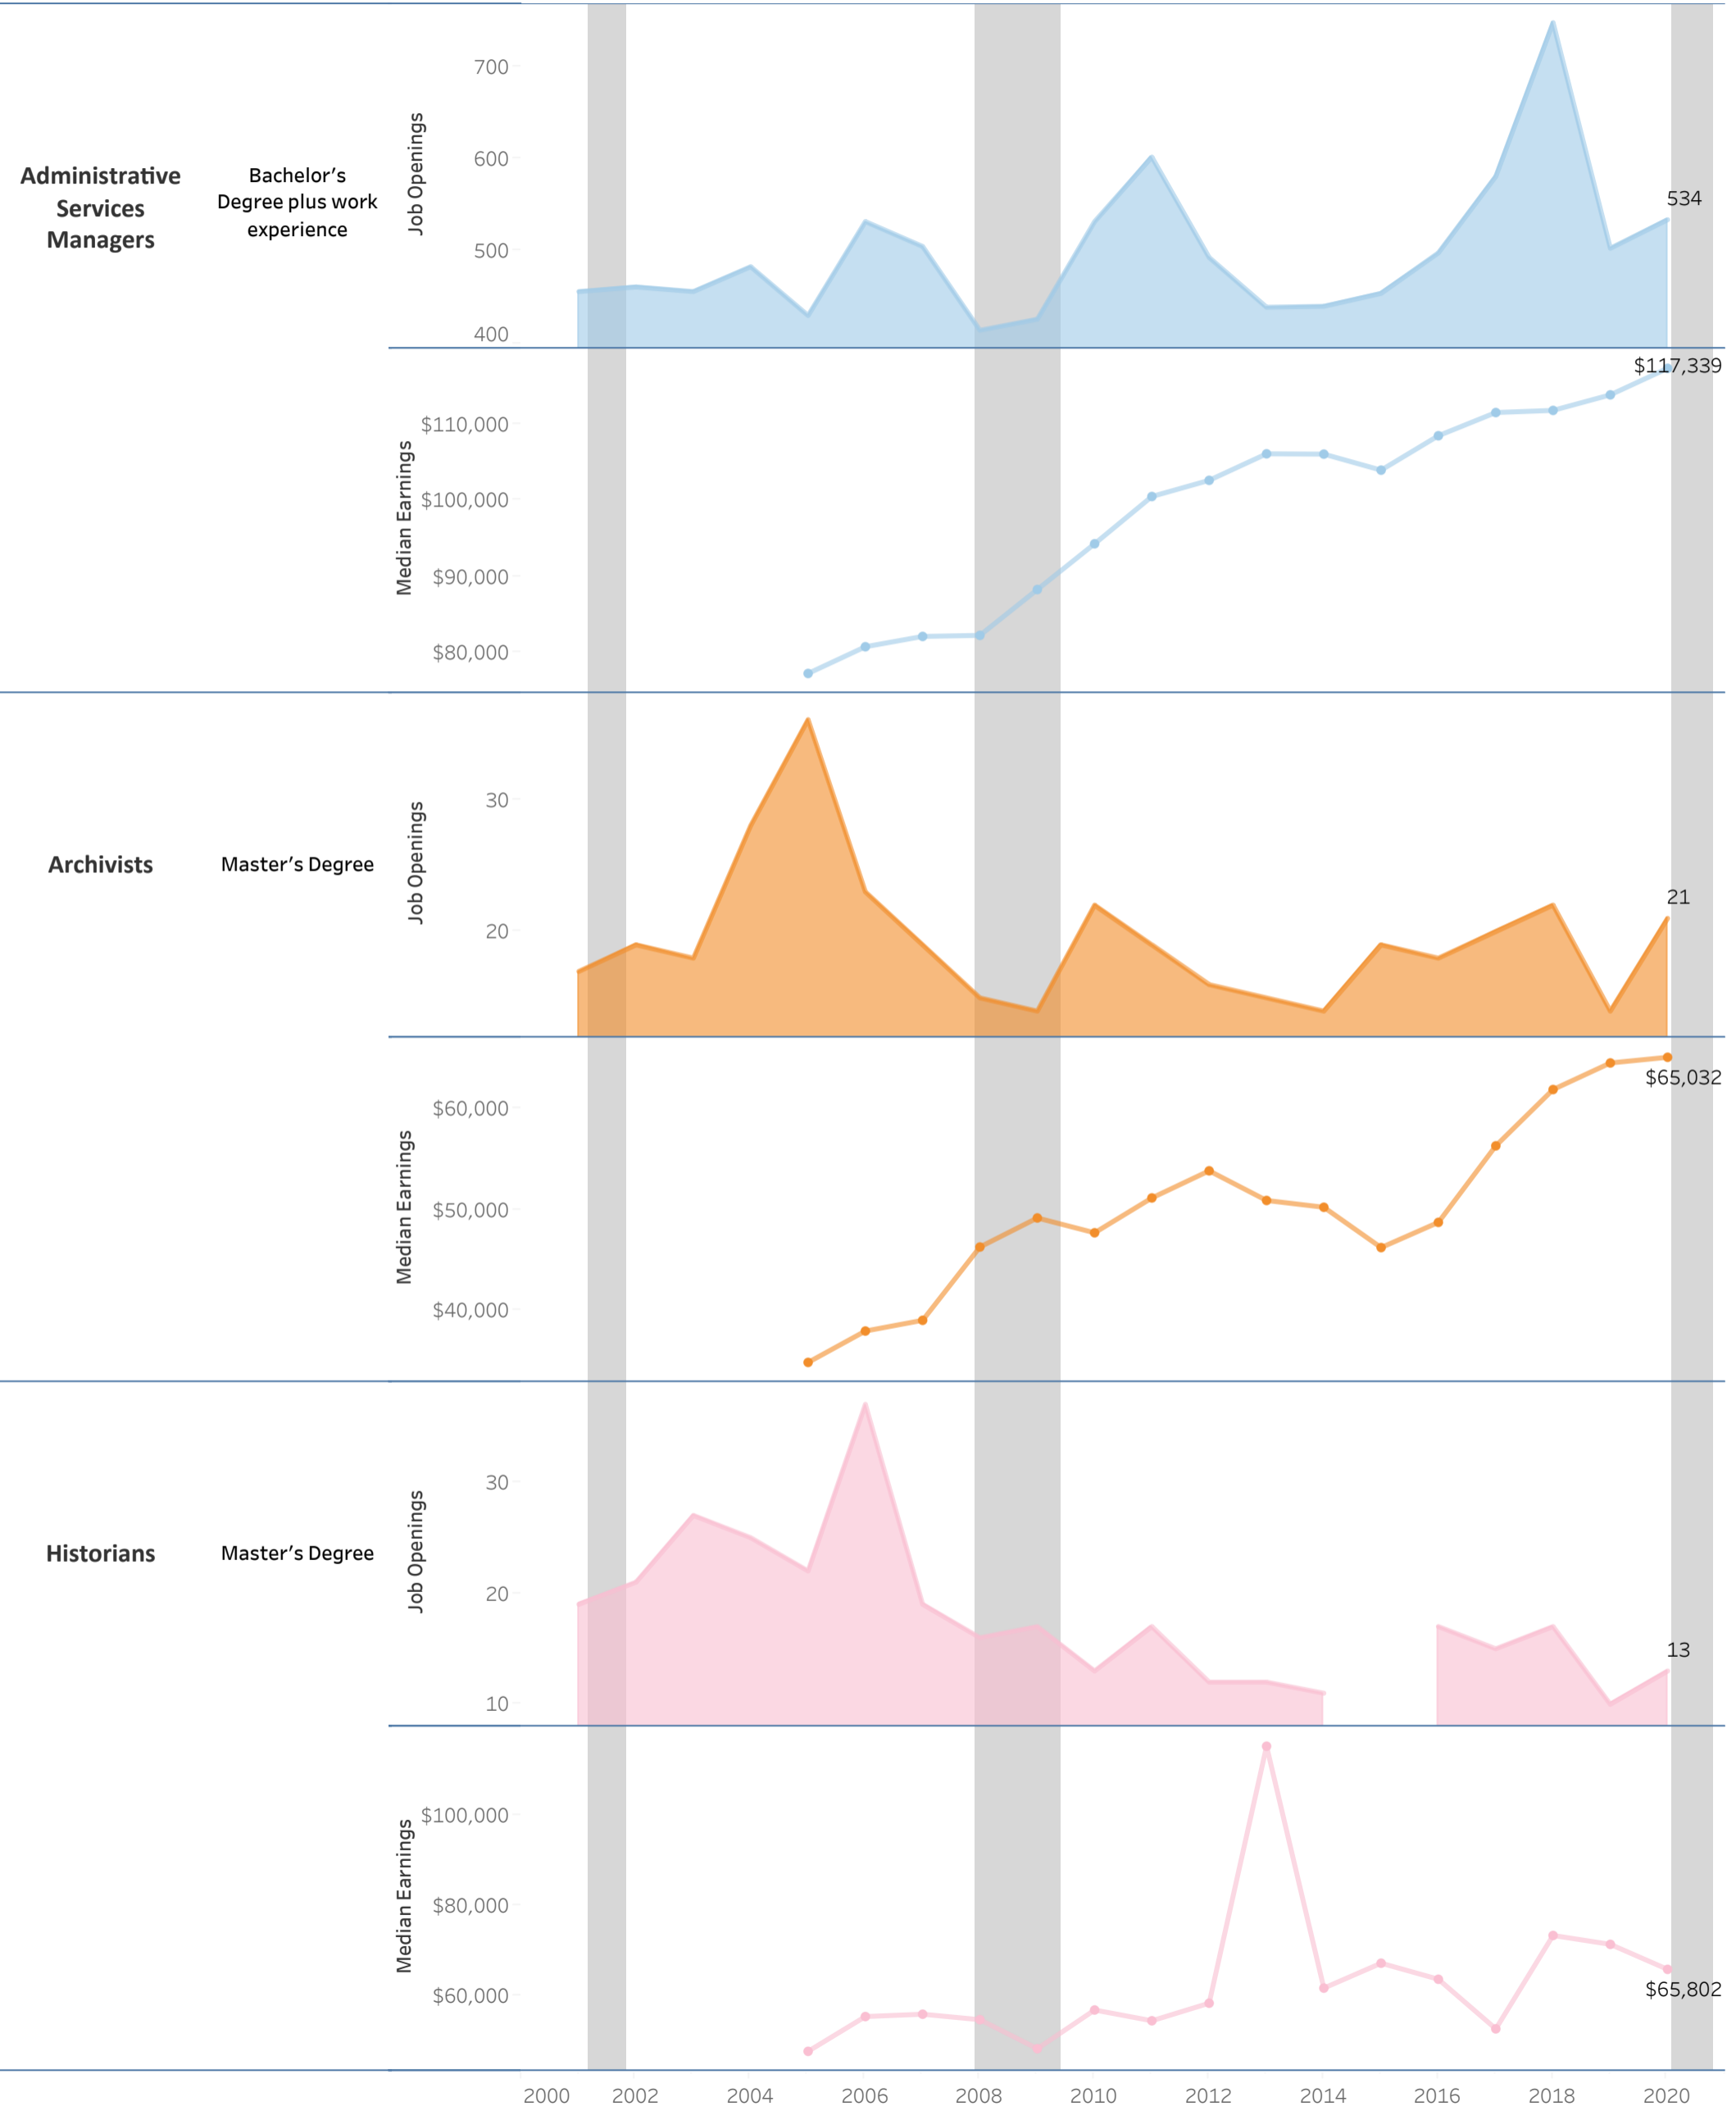 Administrative
Services
Managers
Bachelor's
Degree plus work
experience
Job Openings
700
600
500
400
534
Median Earnings
$110,000
$100,000
$90,000
$80,000
$117,339
Archivists
Master's Degree
Job Openings
30
20
21
Median Earnings
$60,000
$50,000
$40,000
$65,032
Historians
Master's Degree
Job Openings
30
20
10
13
Median Earnings
$100,000
$80,000
$60,000
$65,802
2000 2002 2004 2006 2008 2010 2012 2014 2016 2018 2020